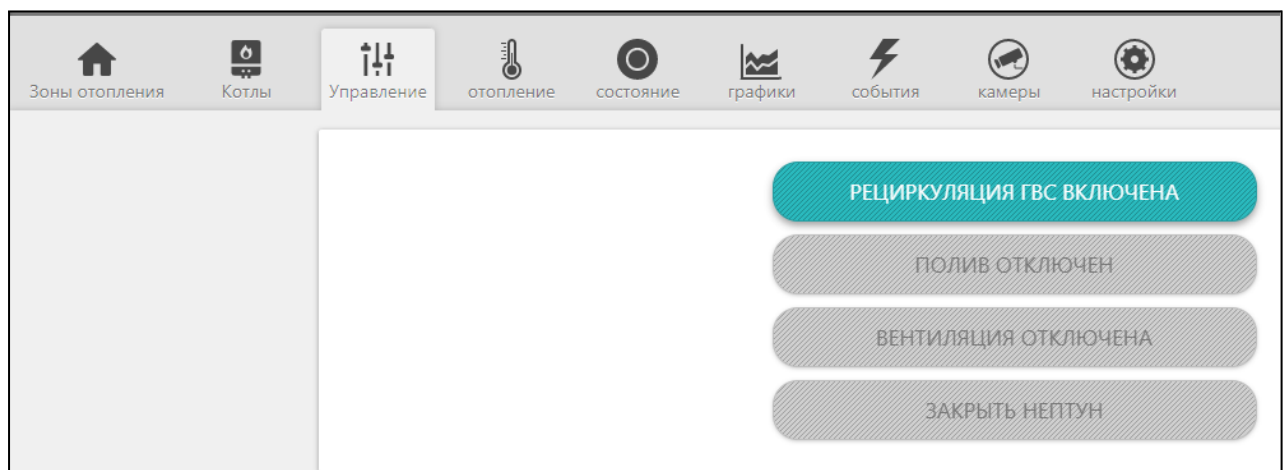 Зоны отопления Котлы Управление отопление состояние графики события камеры настройки
РЕЦИРКУЛЯЦИЯ ГВС ВКЛЮЧЕНА
ПОЛИВ ОТКЛЮЧЕН
ВЕНТИЛЯЦИЯ ОТКЛЮЧЕНА
ЗАКРЫТЬ НЕПТУН